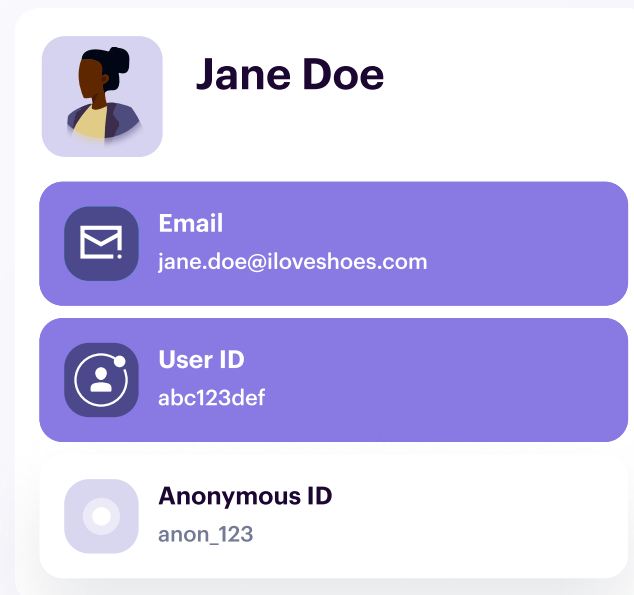 Jane Doe
Email
jane.doe@iloveshoes.com
User ID
abc123def
Anonymous ID
anon_123